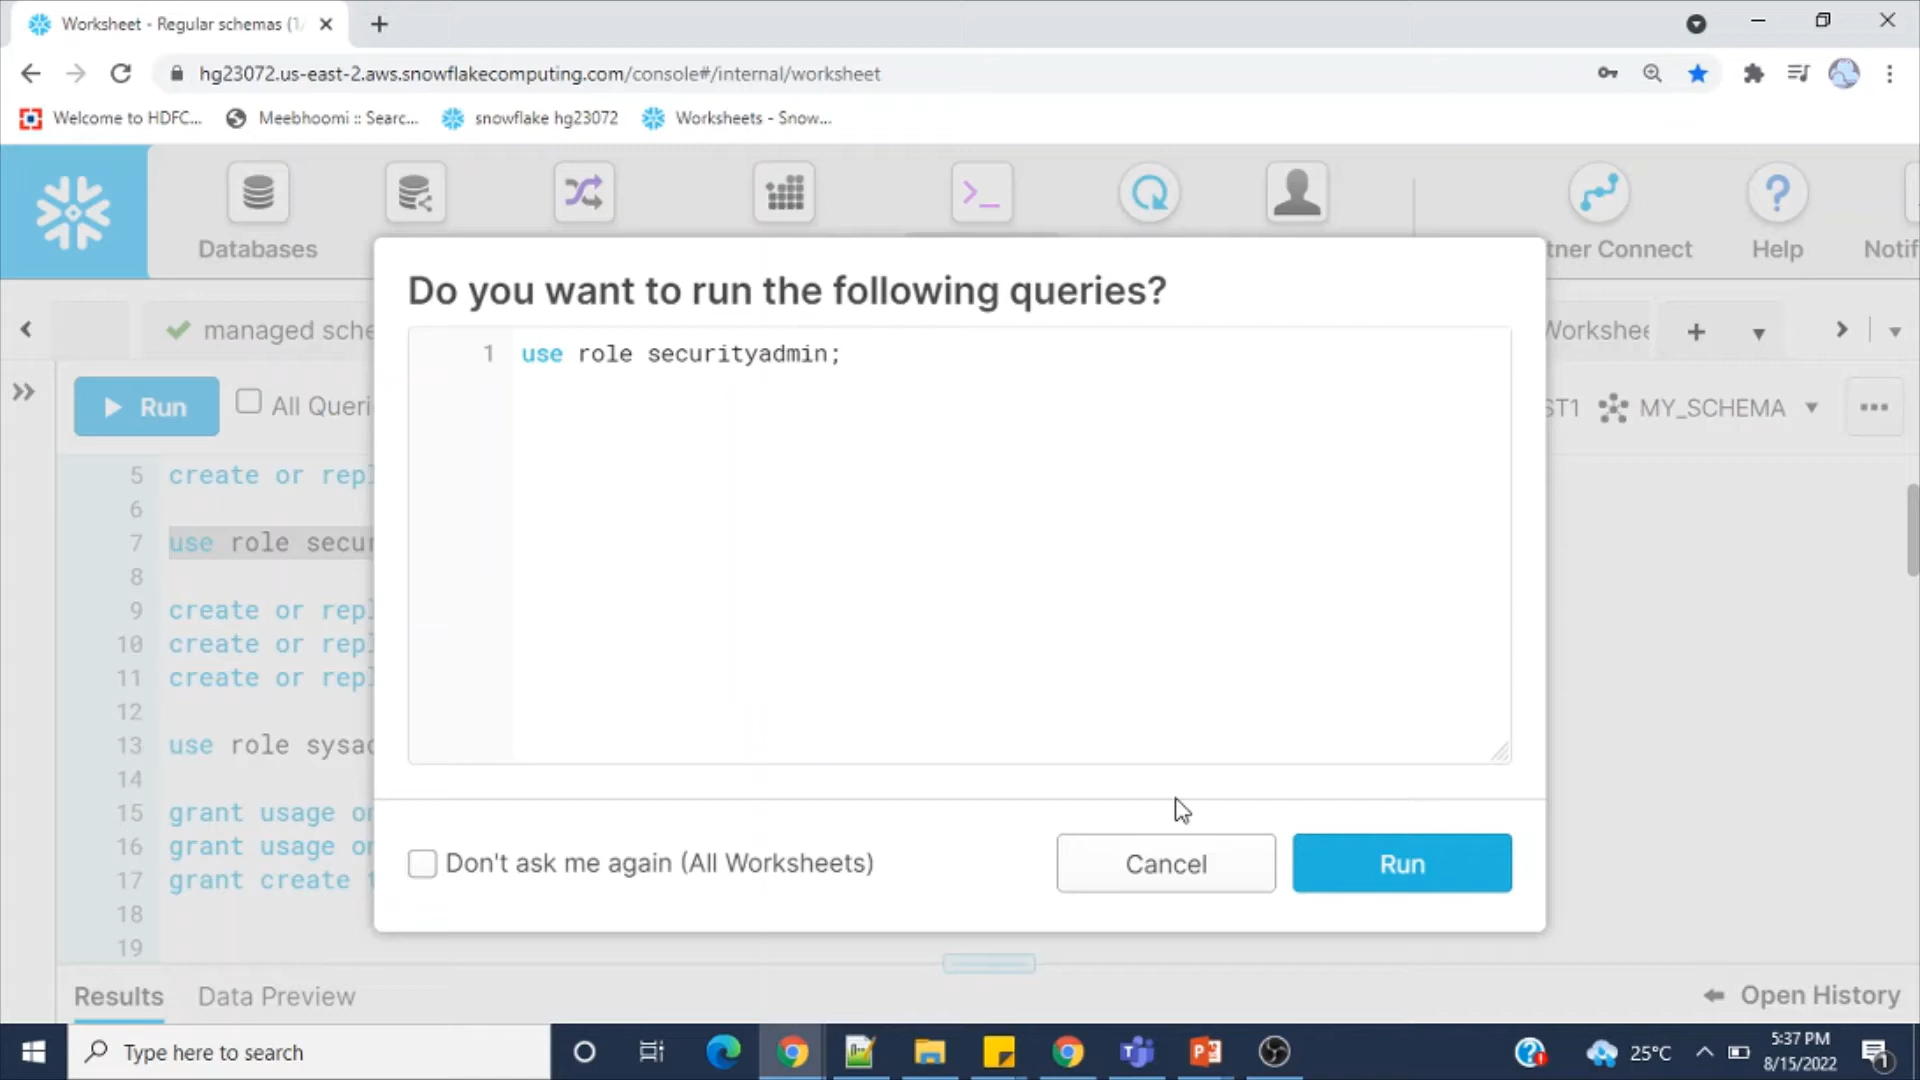 Worksheet - Regular schemas (1/
hg23072.us-east-2.aws.snowflakecomputing.com/console#/internal/worksheet
Welcome to HDFC... Meebhoomi :: Searc... snowflake hg23072 Worksheets - Snow...
Databases tner Connect Help Notifi
Do you want to run the following queries?
managed sche Workshee
1 use role securityadmin;
Run All Queri ST1 MY_SCHEMA
5 create or repl
6
7 use role secur
8
9 create or repl
10 create or repl
11 create or repl
12
13 use role sysad
14
15 grant usage on
16 grant usage on
17 grant create t
18
19
Don't ask me again (All Worksheets) Cancel Run
Results Data Preview Open History
Type here to search 25°C 5:37 PM
8/15/2022 1